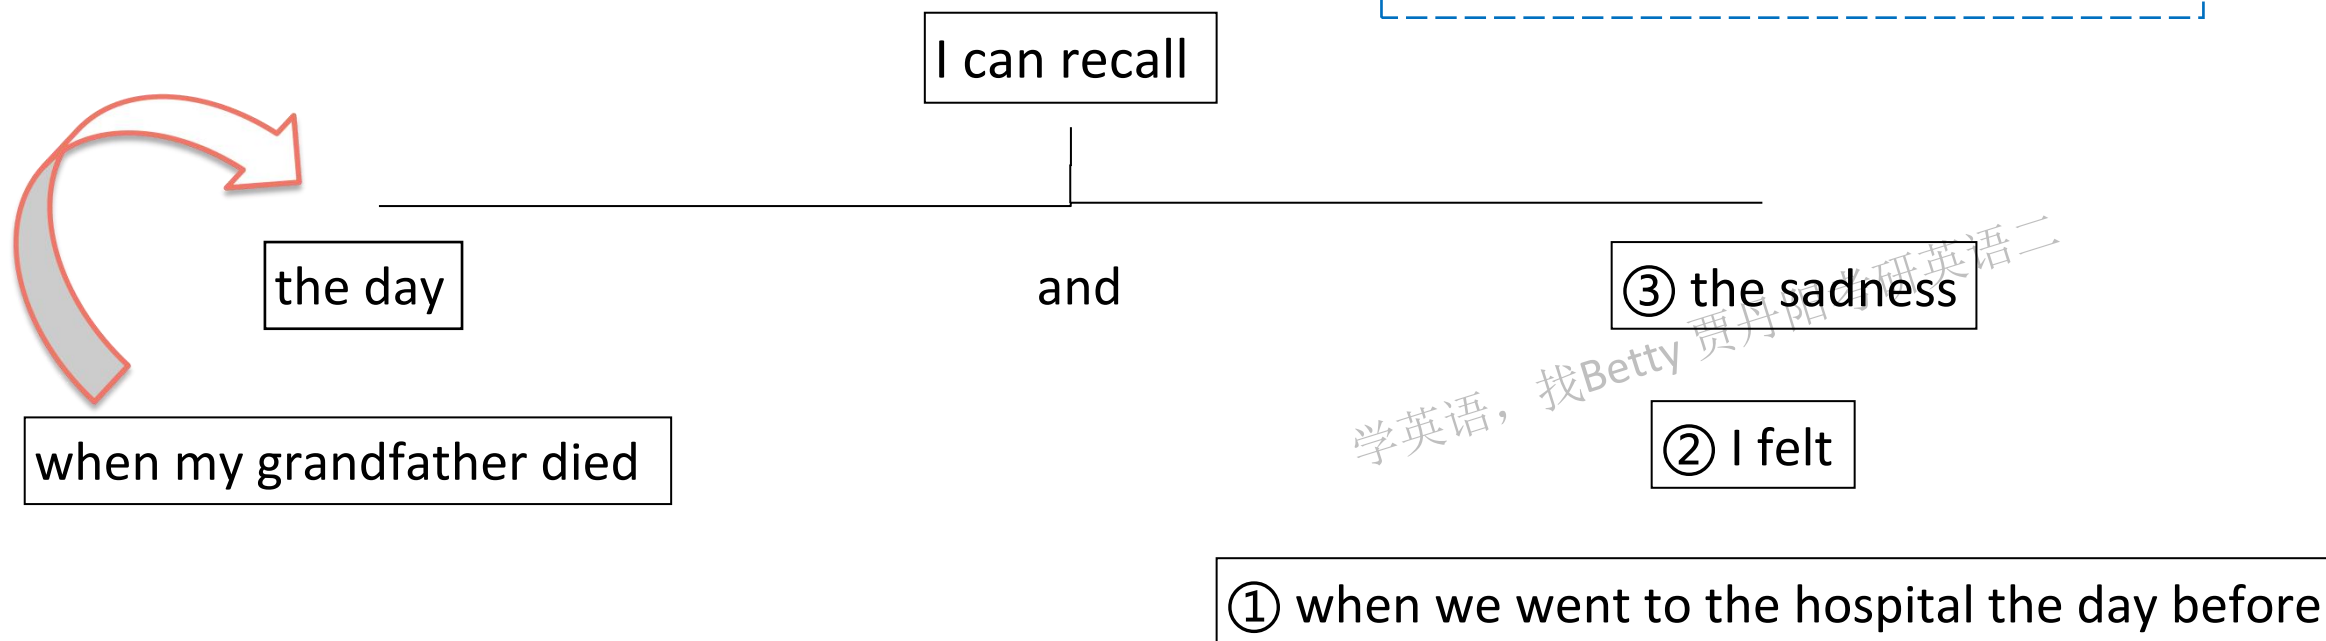 I can recall
the day
and
③ the sadness
学英语，找Betty 贾丹阳考研英语二
② I felt
when my grandfather died
① when we went to the hospital the day before